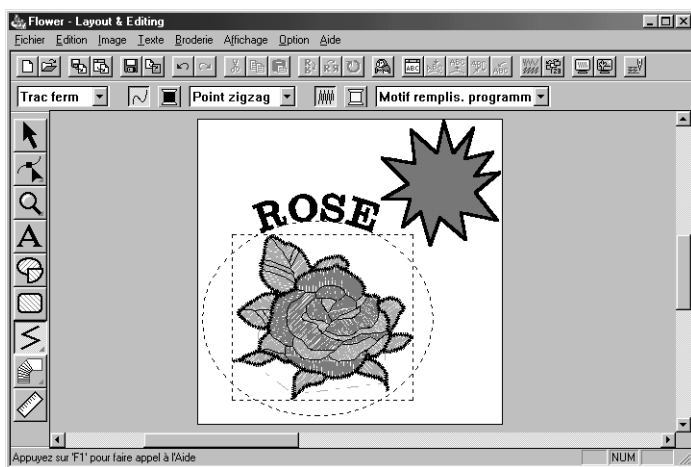 Flower - Layout & Editing
Fichier Edition Image Texte Broderie Affichage Option Aide
Trac ferm Point zigzag Motif remplis. programm
ROSE
A
Appuyez sur 'F1' pour faire appel à l'Aide NUM